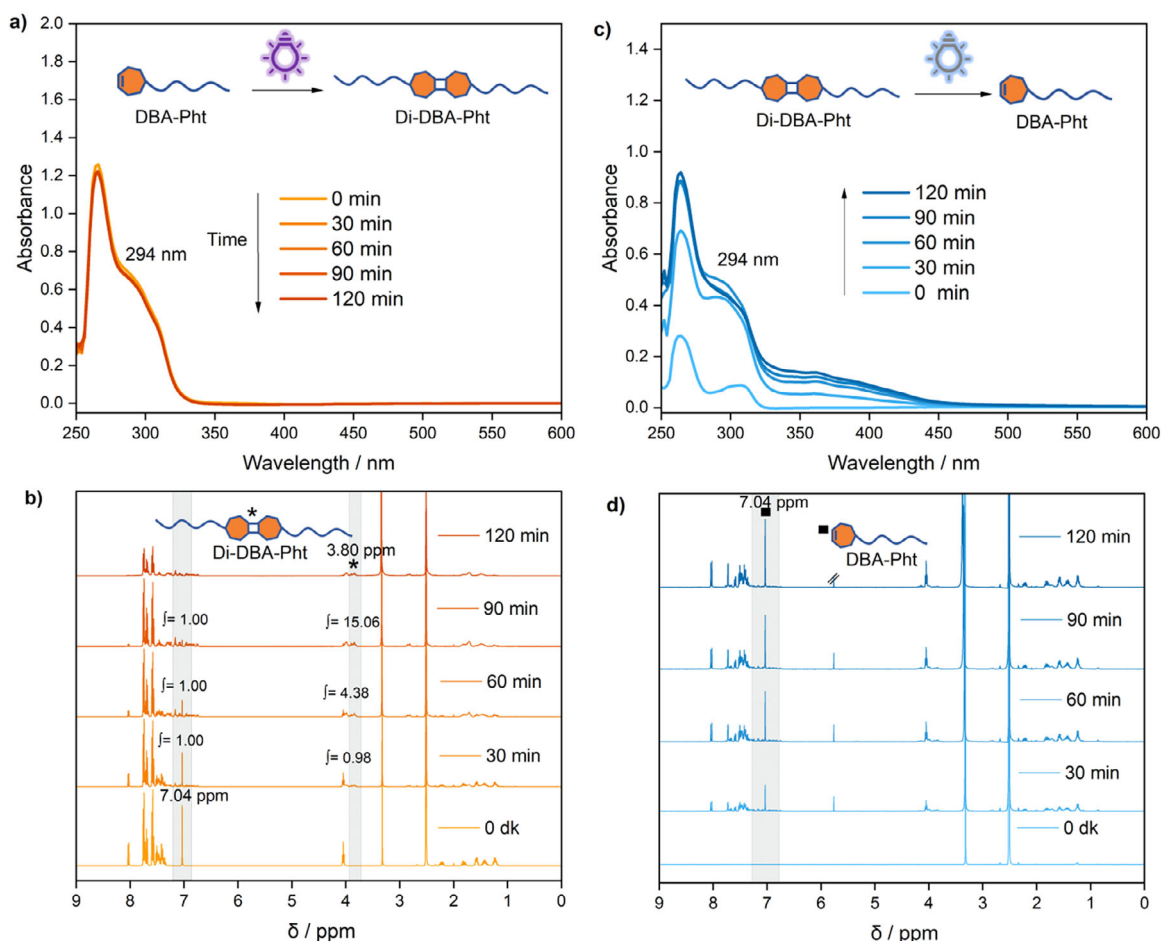 a)
2.0
1.8
1.6
1.4
1.2
1.0
0.8
0.6
0.4
0.2
0.0
Absorbance
DBA-Pht
Di-DBA-Pht
294 nm
Time
0 min
30 min
60 min
90 min
120 min
250 300 350 400 450 500 550 600
Wavelength / nm
c)
1.4
1.2
1.0
0.8
0.6
0.4
0.2
0.0
Absorbance
Di-DBA-Pht
DBA-Pht
294 nm
120 min
90 min
60 min
30 min
0 min
250 300 350 400 450 500 550 600
Wavelength / nm
b)
*
Di-DBA-Pht
3.80 ppm
*
120 min
∫= 1.00
∫= 15.06
90 min
∫= 1.00
∫= 4.38
60 min
∫= 1.00
∫= 0.98
30 min
7.04 ppm
0 dk
9 8 7 6 5 4 3 2 1 0
δ / ppm
d)
7.04 ppm
DBA-Pht
120 min
90 min
60 min
30 min
0 dk
9 8 7 6 5 4 3 2 1 0
δ / ppm